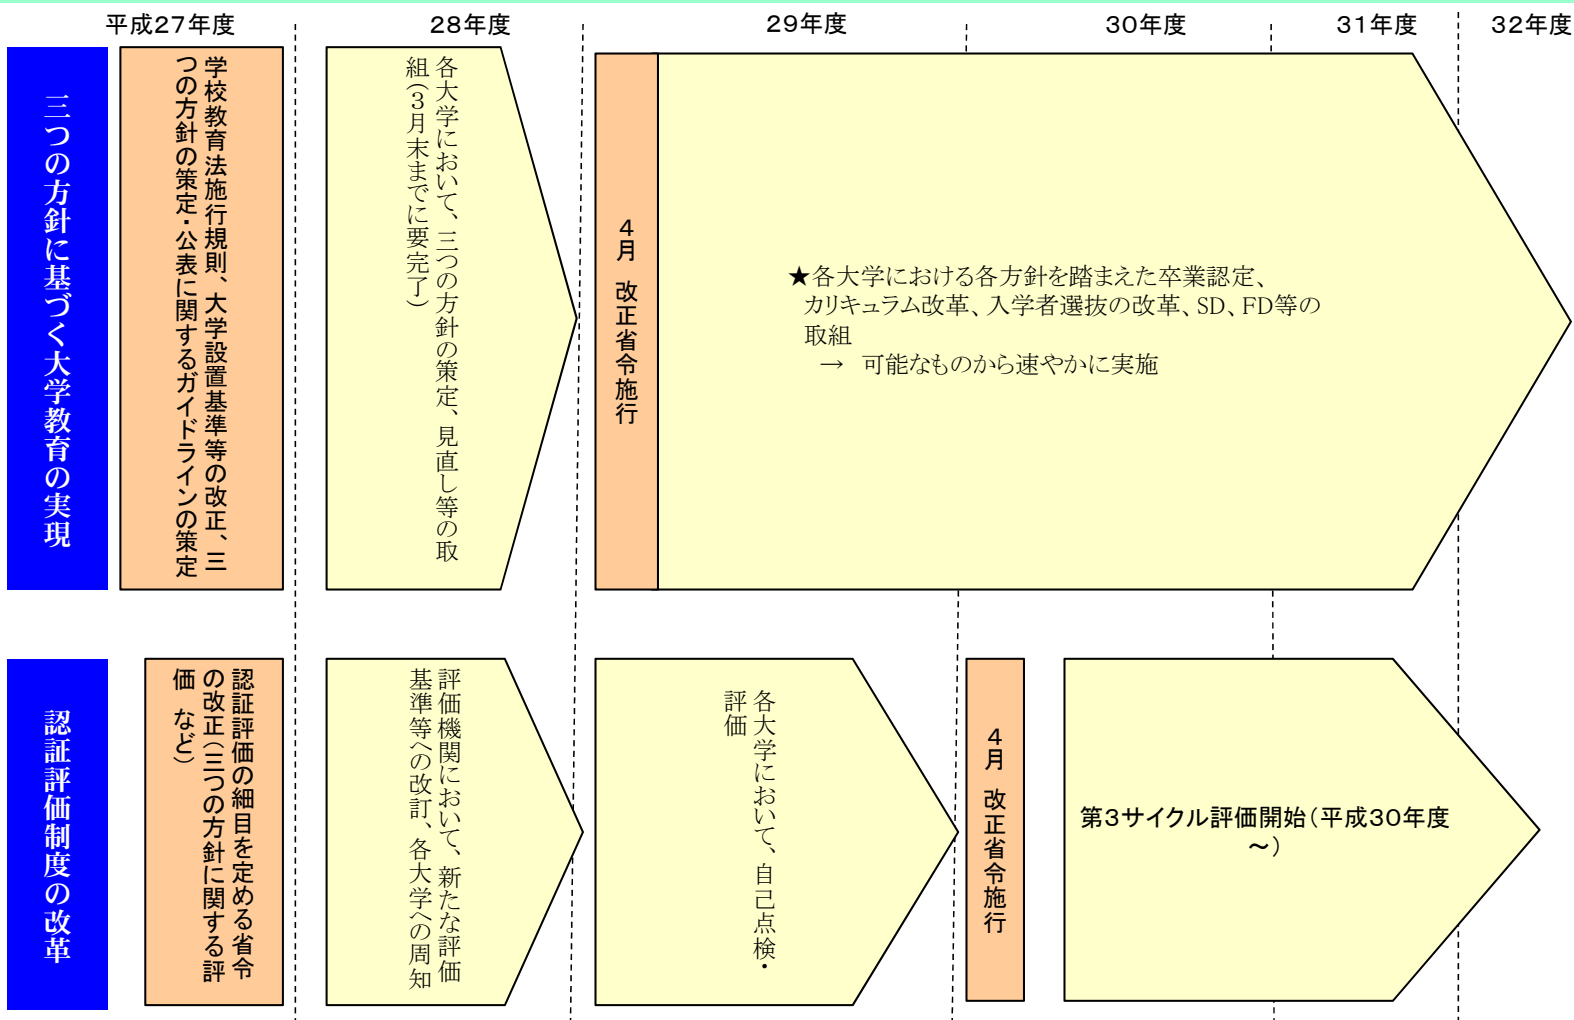 平成27年度
28年度
29年度
30年度
31年度
32年度
三つの方針に基づく大学教育の実現
学校教育法施行規則、大学設置基準等の改正、三
つの方針の策定・公表に関するガイドラインの策定
各大学において、三つの方針の策定、見直し等の取
組（３月末までに要完了）
４月 改正省令施行
★各大学における各方針を踏まえた卒業認定、
カリキュラム改革、入学者選抜の改革、SD、FD等の
取組
→ 可能なものから速やかに実施
認証評価制度の改革
認証評価の細目を定める省令
の改正（三つの方針に関する評
価 など）
評価機関において、新たな評価
基準等への改訂、各大学への周知
各大学において、自己点検・
評価
４月 改正省令施行
第3サイクル評価開始（平成30年度
～）